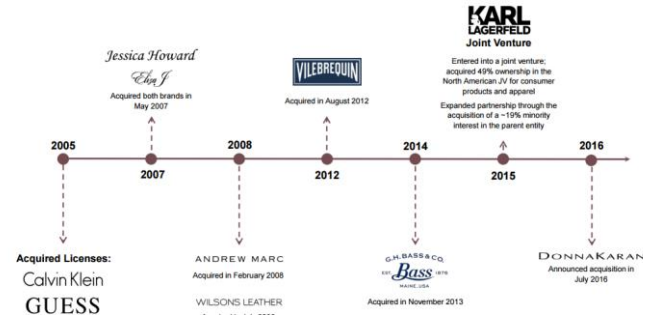 KARL
LAGERFELD
Joint Venture
Entered into a joint venture;
acquired 49% ownership in the
North American JV for consumer
products and apparel
Expanded partnership through the
acquisition of a ~19% minority
interest in the parent entity
Jessica Howard
Eliza J
Acquired both brands in
May 2007
VILEBREQUIN
Acquired in August 2012
2005
2007
2008
2012
2014
2015
2016
Acquired Licenses:
Calvin Klein
GUESS
ANDREW MARC
Acquired in February 2008
WILSONS LEATHER
G.H. BASS & CO.
EST. Bass 1876
MAINE, USA
Acquired in November 2013
DONNAKARAN
Announced acquisition in
July 2016